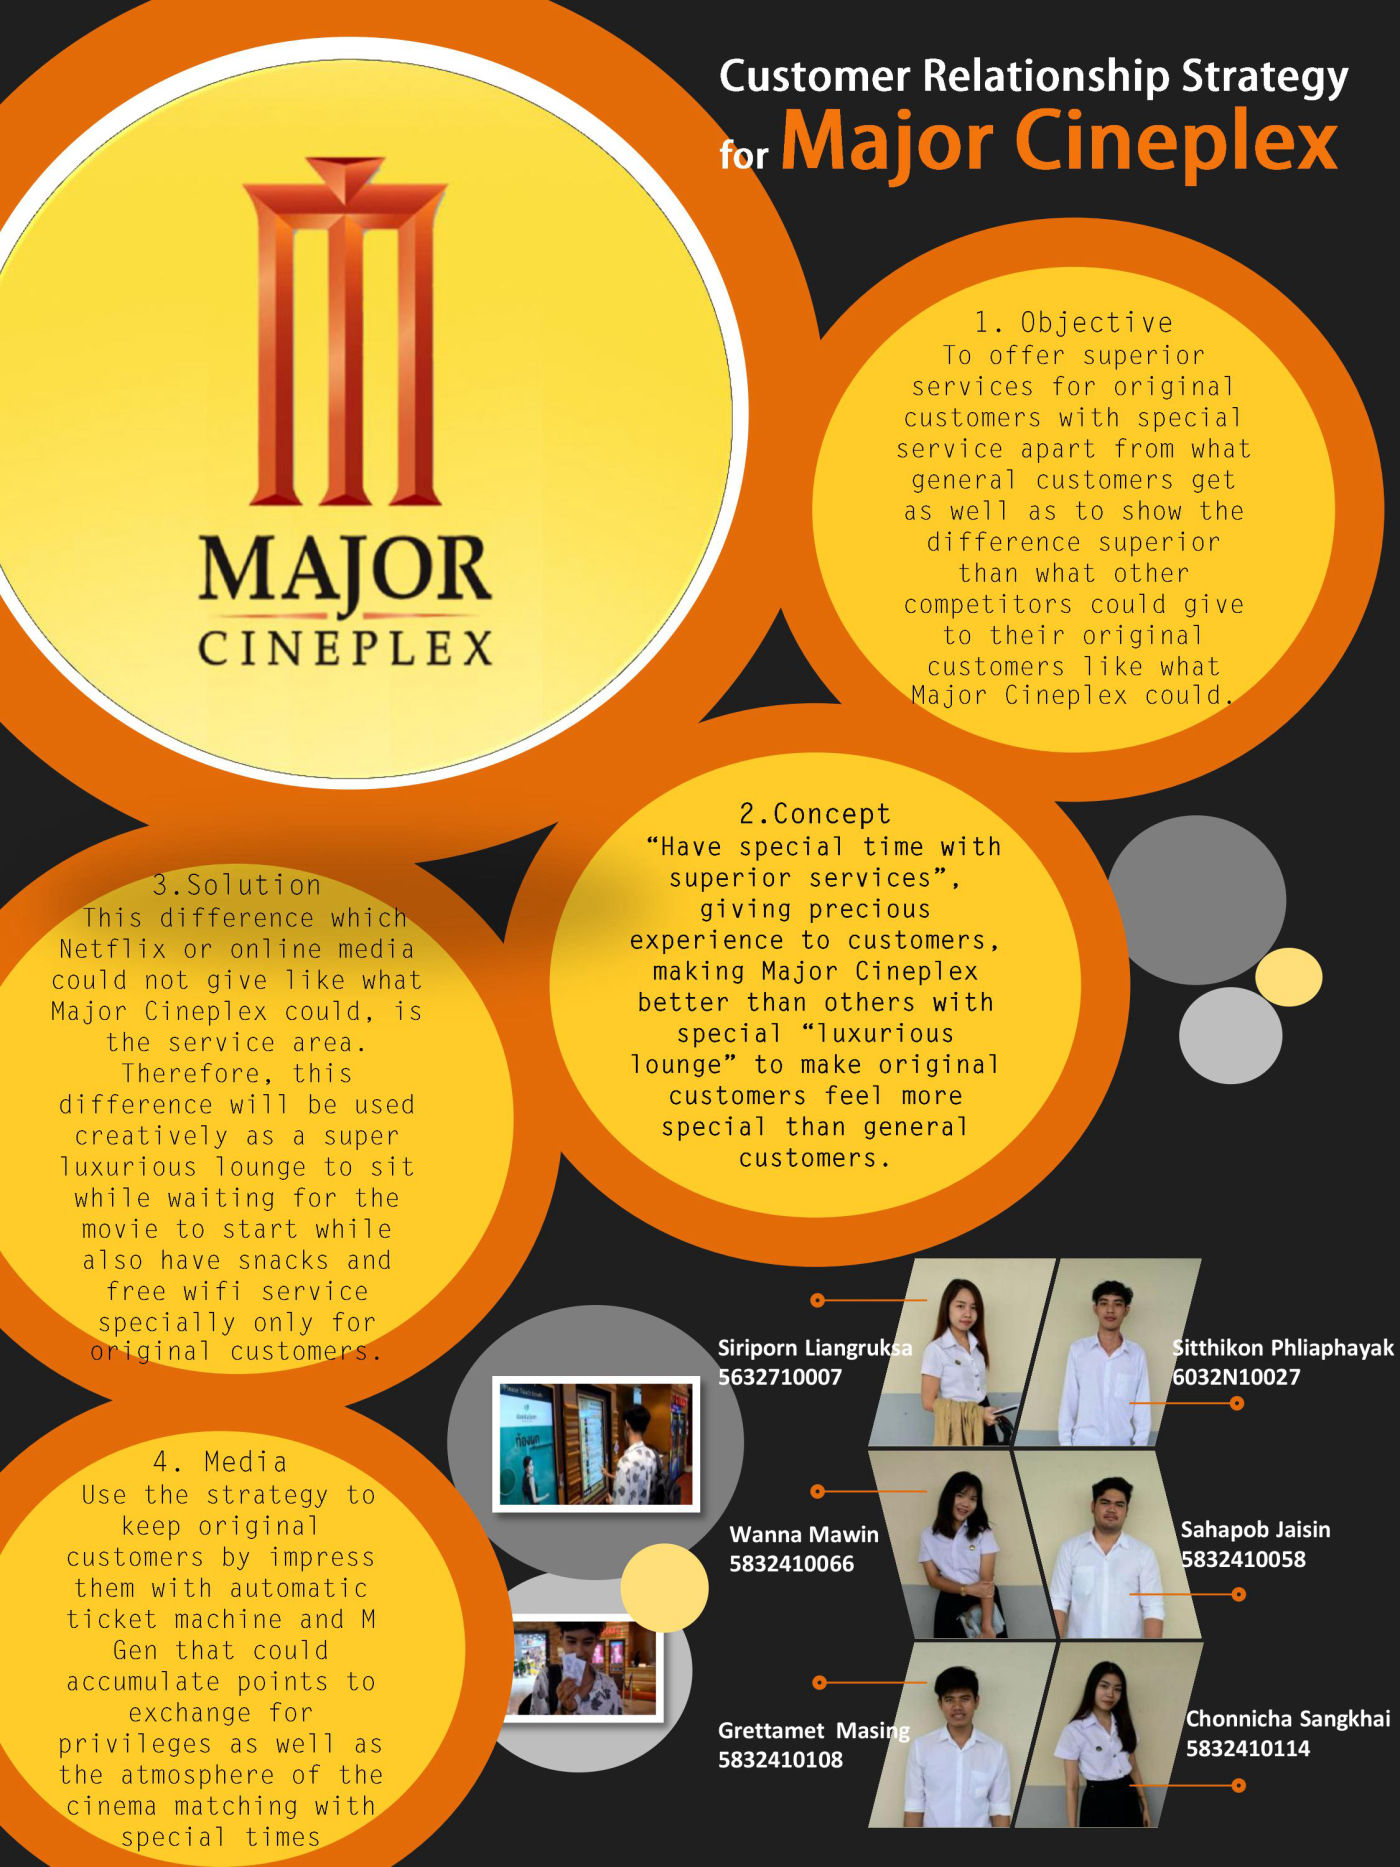 Customer Relationship Strategy
for Major Cineplex
MAJOR
CINEPLEX
1. Objective
To offer superior
services for original
customers with special
service apart from what
general customers get
as well as to show the
difference superior
than what other
competitors could give
to their original
customers like what
Major Cineplex could.
2.Concept
“Have special time with
superior services”,
giving precious
experience to customers,
making Major Cineplex
better than others with
special “luxurious
lounge” to make original
customers feel more
special than general
customers.
3.Solution
This difference which
Netflix or online media
could not give like what
Major Cineplex could, is
the service area.
Therefore, this
difference will be used
creatively as a super
luxurious lounge to sit
while waiting for the
movie to start while
also have snacks and
free wifi service
specially only for
original customers.
4. Media
Use the strategy to
keep original
customers by impress
them with automatic
ticket machine and M
Gen that could
accumulate points to
exchange for
privileges as well as
the atmosphere of the
cinema matching with
special times
Siriporn Liangruksa
5632710007
Sitthikon Phliaphayak
6032N10027
Wanna Mawin
5832410066
Sahapob Jaisin
5832410058
Grettamet Masing
5832410108
Chonnicha Sangkhai
5832410114